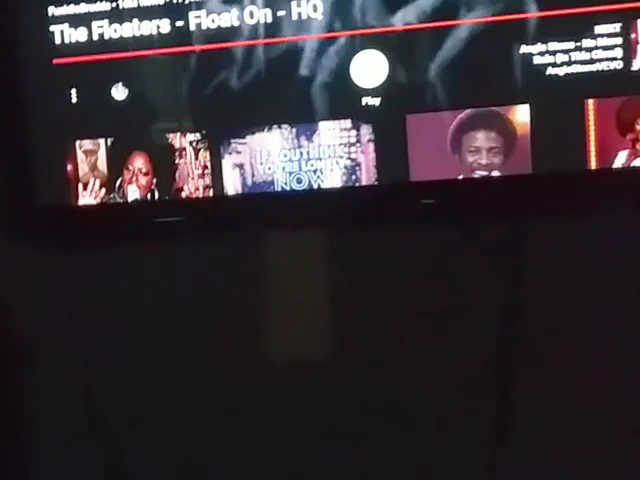 The Floaters - Float On - HQ
NEXT
Angie Stone - No More
Rain (In This Cloud)
AngieStoneVEVO
Play
IF YOU THINK
YOU'RE LONELY
NOW